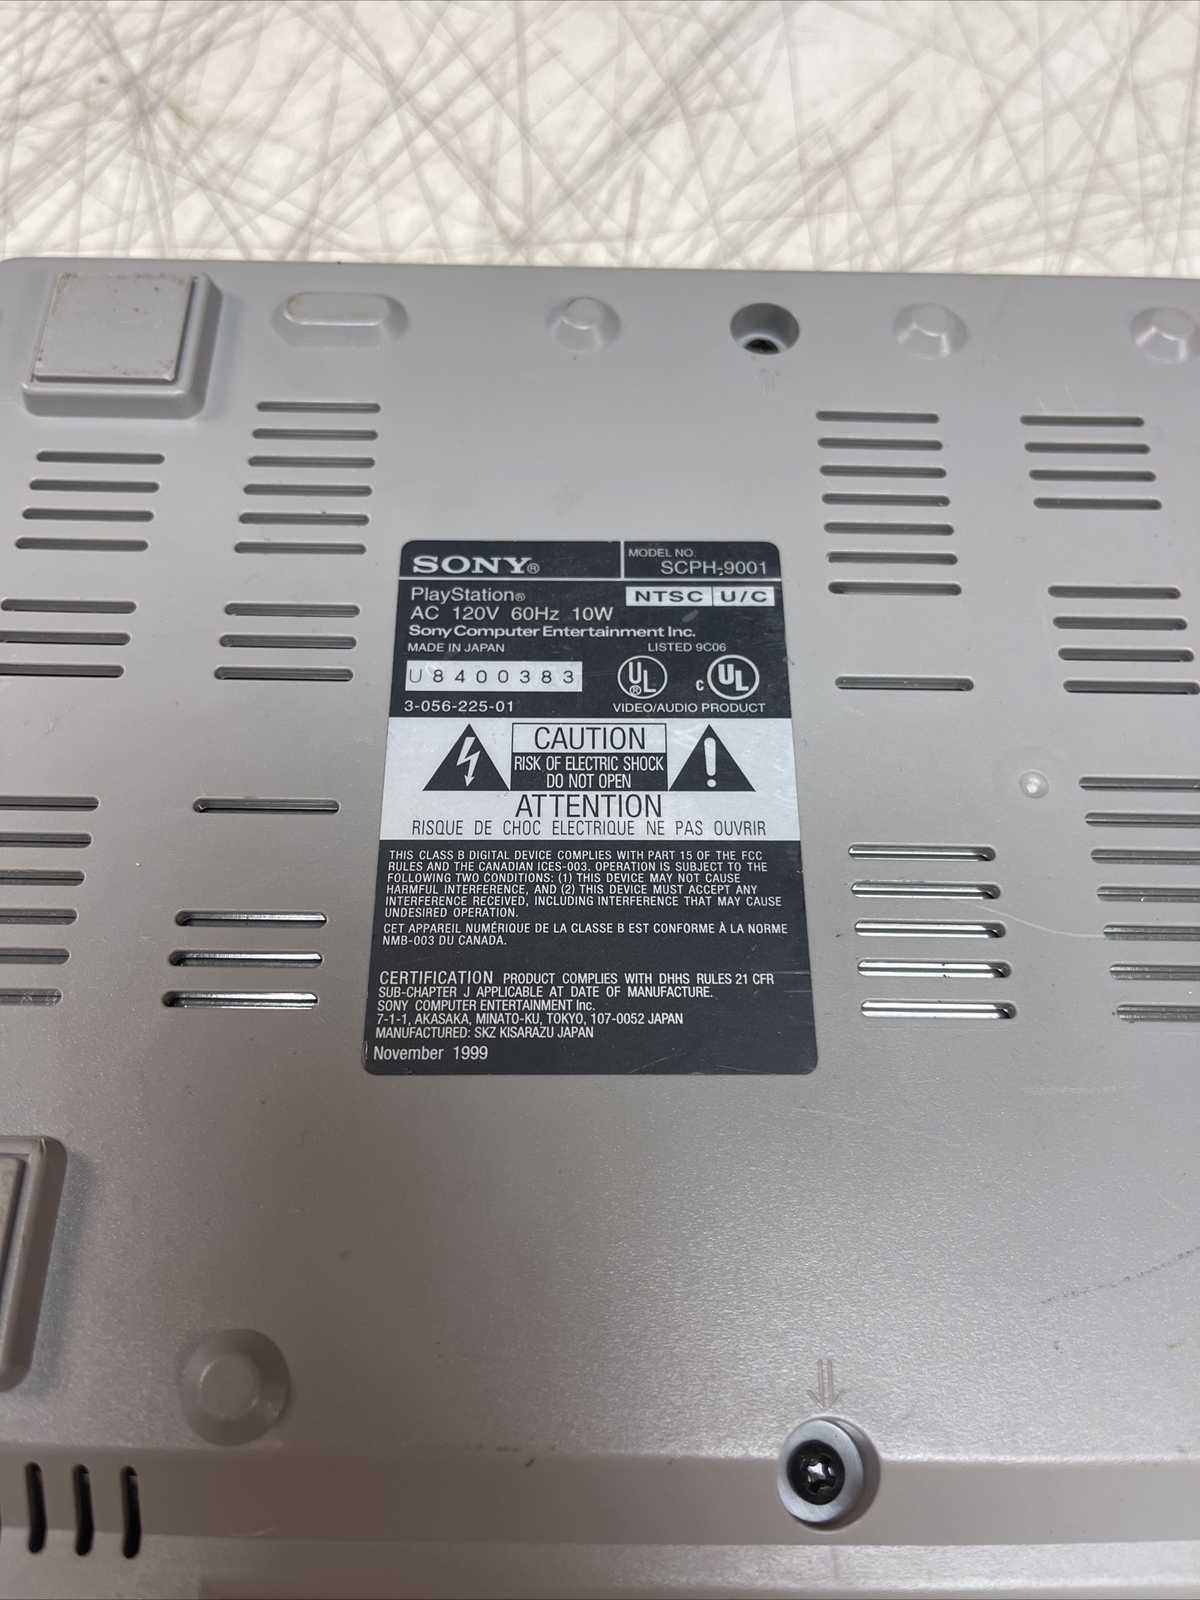 SONY®
MODEL NO.
SCPH-9001
PlayStation®
NTSC U/C
AC 120V 60Hz 10W
Sony Computer Entertainment Inc.
MADE IN JAPAN
LISTED 9C06
U8400383
UL ®
c UL
3-056-225-01
VIDEO/AUDIO PRODUCT
CAUTION
RISK OF ELECTRIC SHOCK
DO NOT OPEN
ATTENTION
RISQUE DE CHOC ELECTRIQUE NE PAS OUVRIR
THIS CLASS B DIGITAL DEVICE COMPLIES WITH PART 15 OF THE FCC
RULES AND THE CANADIAN ICES-003. OPERATION IS SUBJECT TO THE
FOLLOWING TWO CONDITIONS: (1) THIS DEVICE MAY NOT CAUSE
HARMFUL INTERFERENCE, AND (2) THIS DEVICE MUST ACCEPT ANY
INTERFERENCE RECEIVED, INCLUDING INTERFERENCE THAT MAY CAUSE
UNDESIRED OPERATION.
CET APPAREIL NUMÉRIQUE DE LA CLASSE B EST CONFORME À LA NORME
NMB-003 DU CANADA.
CERTIFICATION PRODUCT COMPLIES WITH DHHS RULES 21 CFR
SUB-CHAPTER J APPLICABLE AT DATE OF MANUFACTURE.
SONY COMPUTER ENTERTAINMENT Inc.
7-1-1, AKASAKA, MINATO-KU, TOKYO, 107-0052 JAPAN
MANUFACTURED: SKZ KISARAZU JAPAN
November 1999